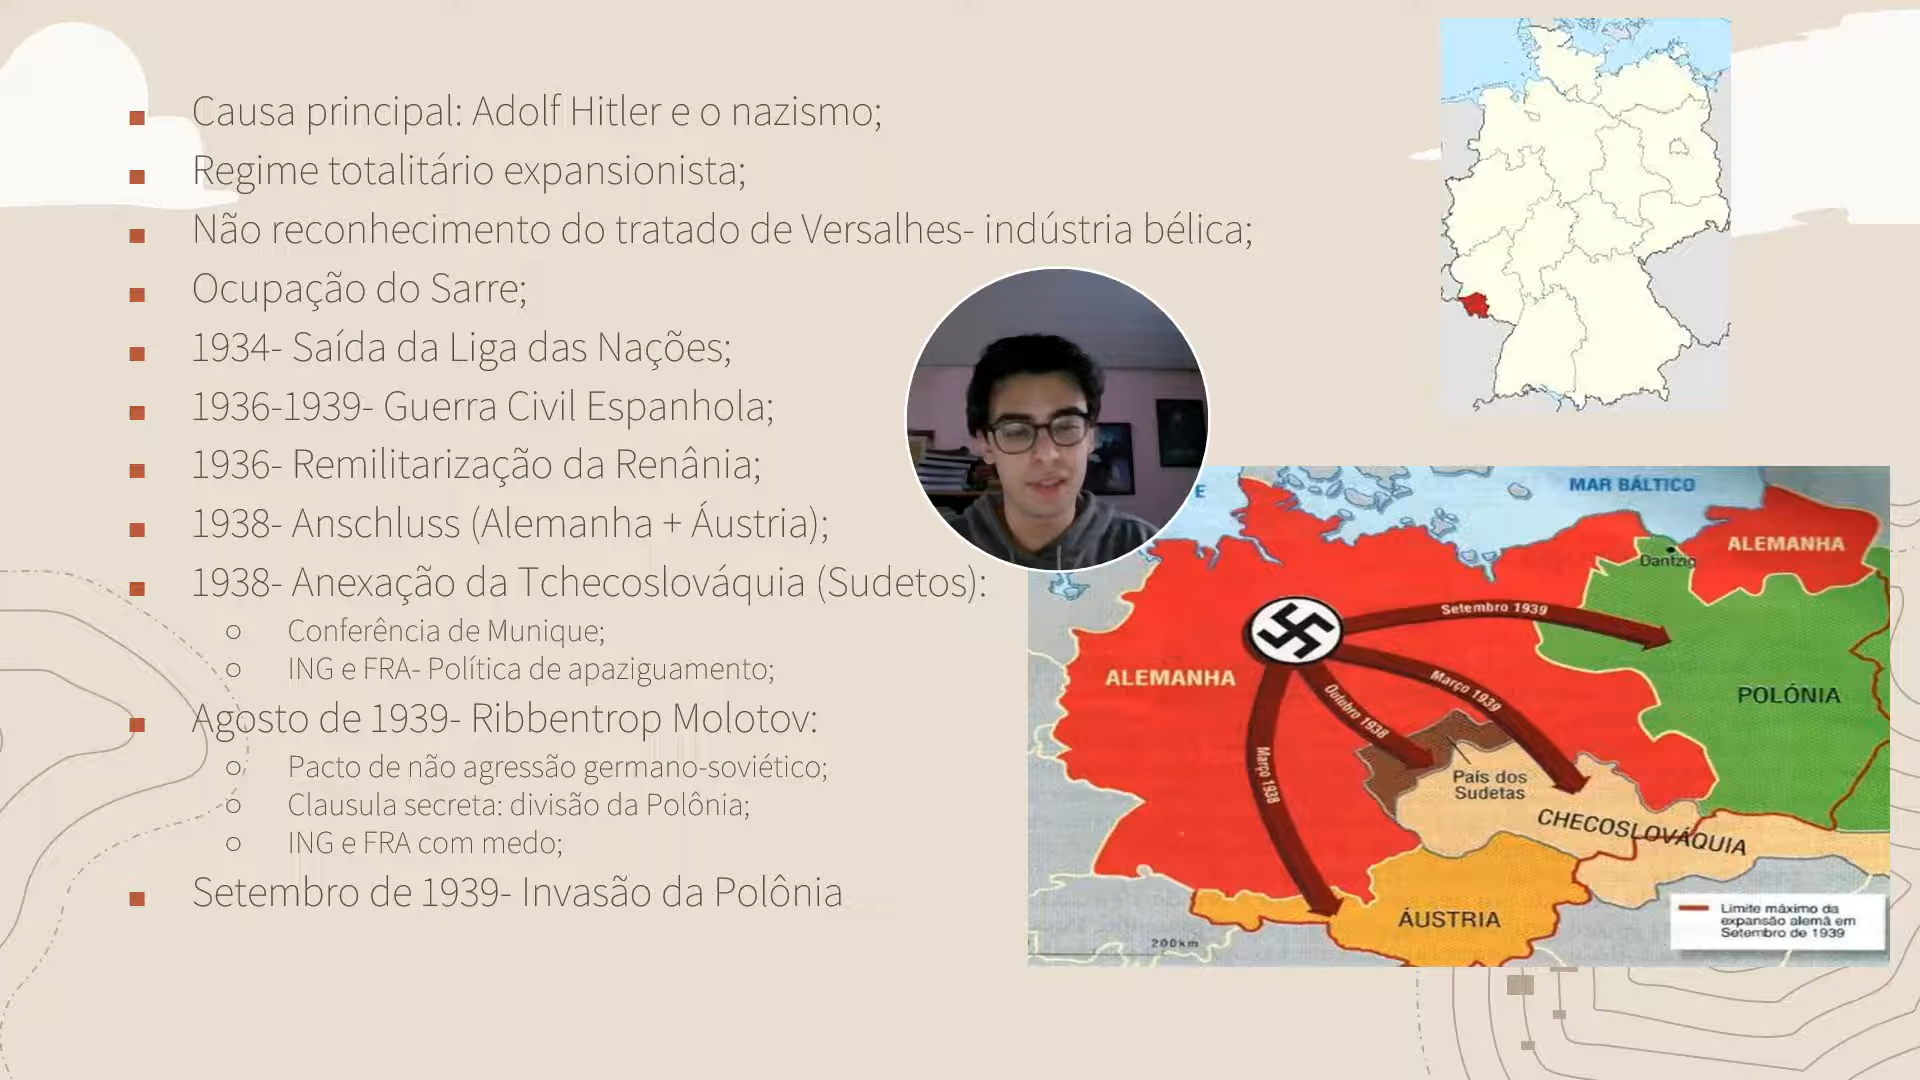 Causa principal: Adolf Hitler e o nazismo;
Regime totalitário expansionista;
Não reconhecimento do tratado de Versalhes- indústria bélica;
Ocupação do Sarre;
1934- Saída da Liga das Nações;
1936-1939- Guerra Civil Espanhola;
1936- Remilitarização da Renânia;
1938- Anschluss (Alemanha + Áustria);
1938- Anexação da Tchecoslováquia (Sudetos):
Conferência de Munique;
ING e FRA- Política de apaziguamento;
Agosto de 1939- Ribbentrop Molotov:
Pacto de não agressão germano-soviético;
Clausula secreta: divisão da Polônia;
ING e FRA com medo;
Setembro de 1939- Invasão da Polônia
E
MAR BÁLTICO
ALEMANHA
Dantzig
Setembro 1939
ALEMANHA
Março 1939
POLÓNIA
Outubro 1938
Março 1938
País dos
Sudetas
CHECOSLOVÁQUIA
ÁUSTRIA
200km
Limite máximo da
expansão alemã em
Setembro de 1939